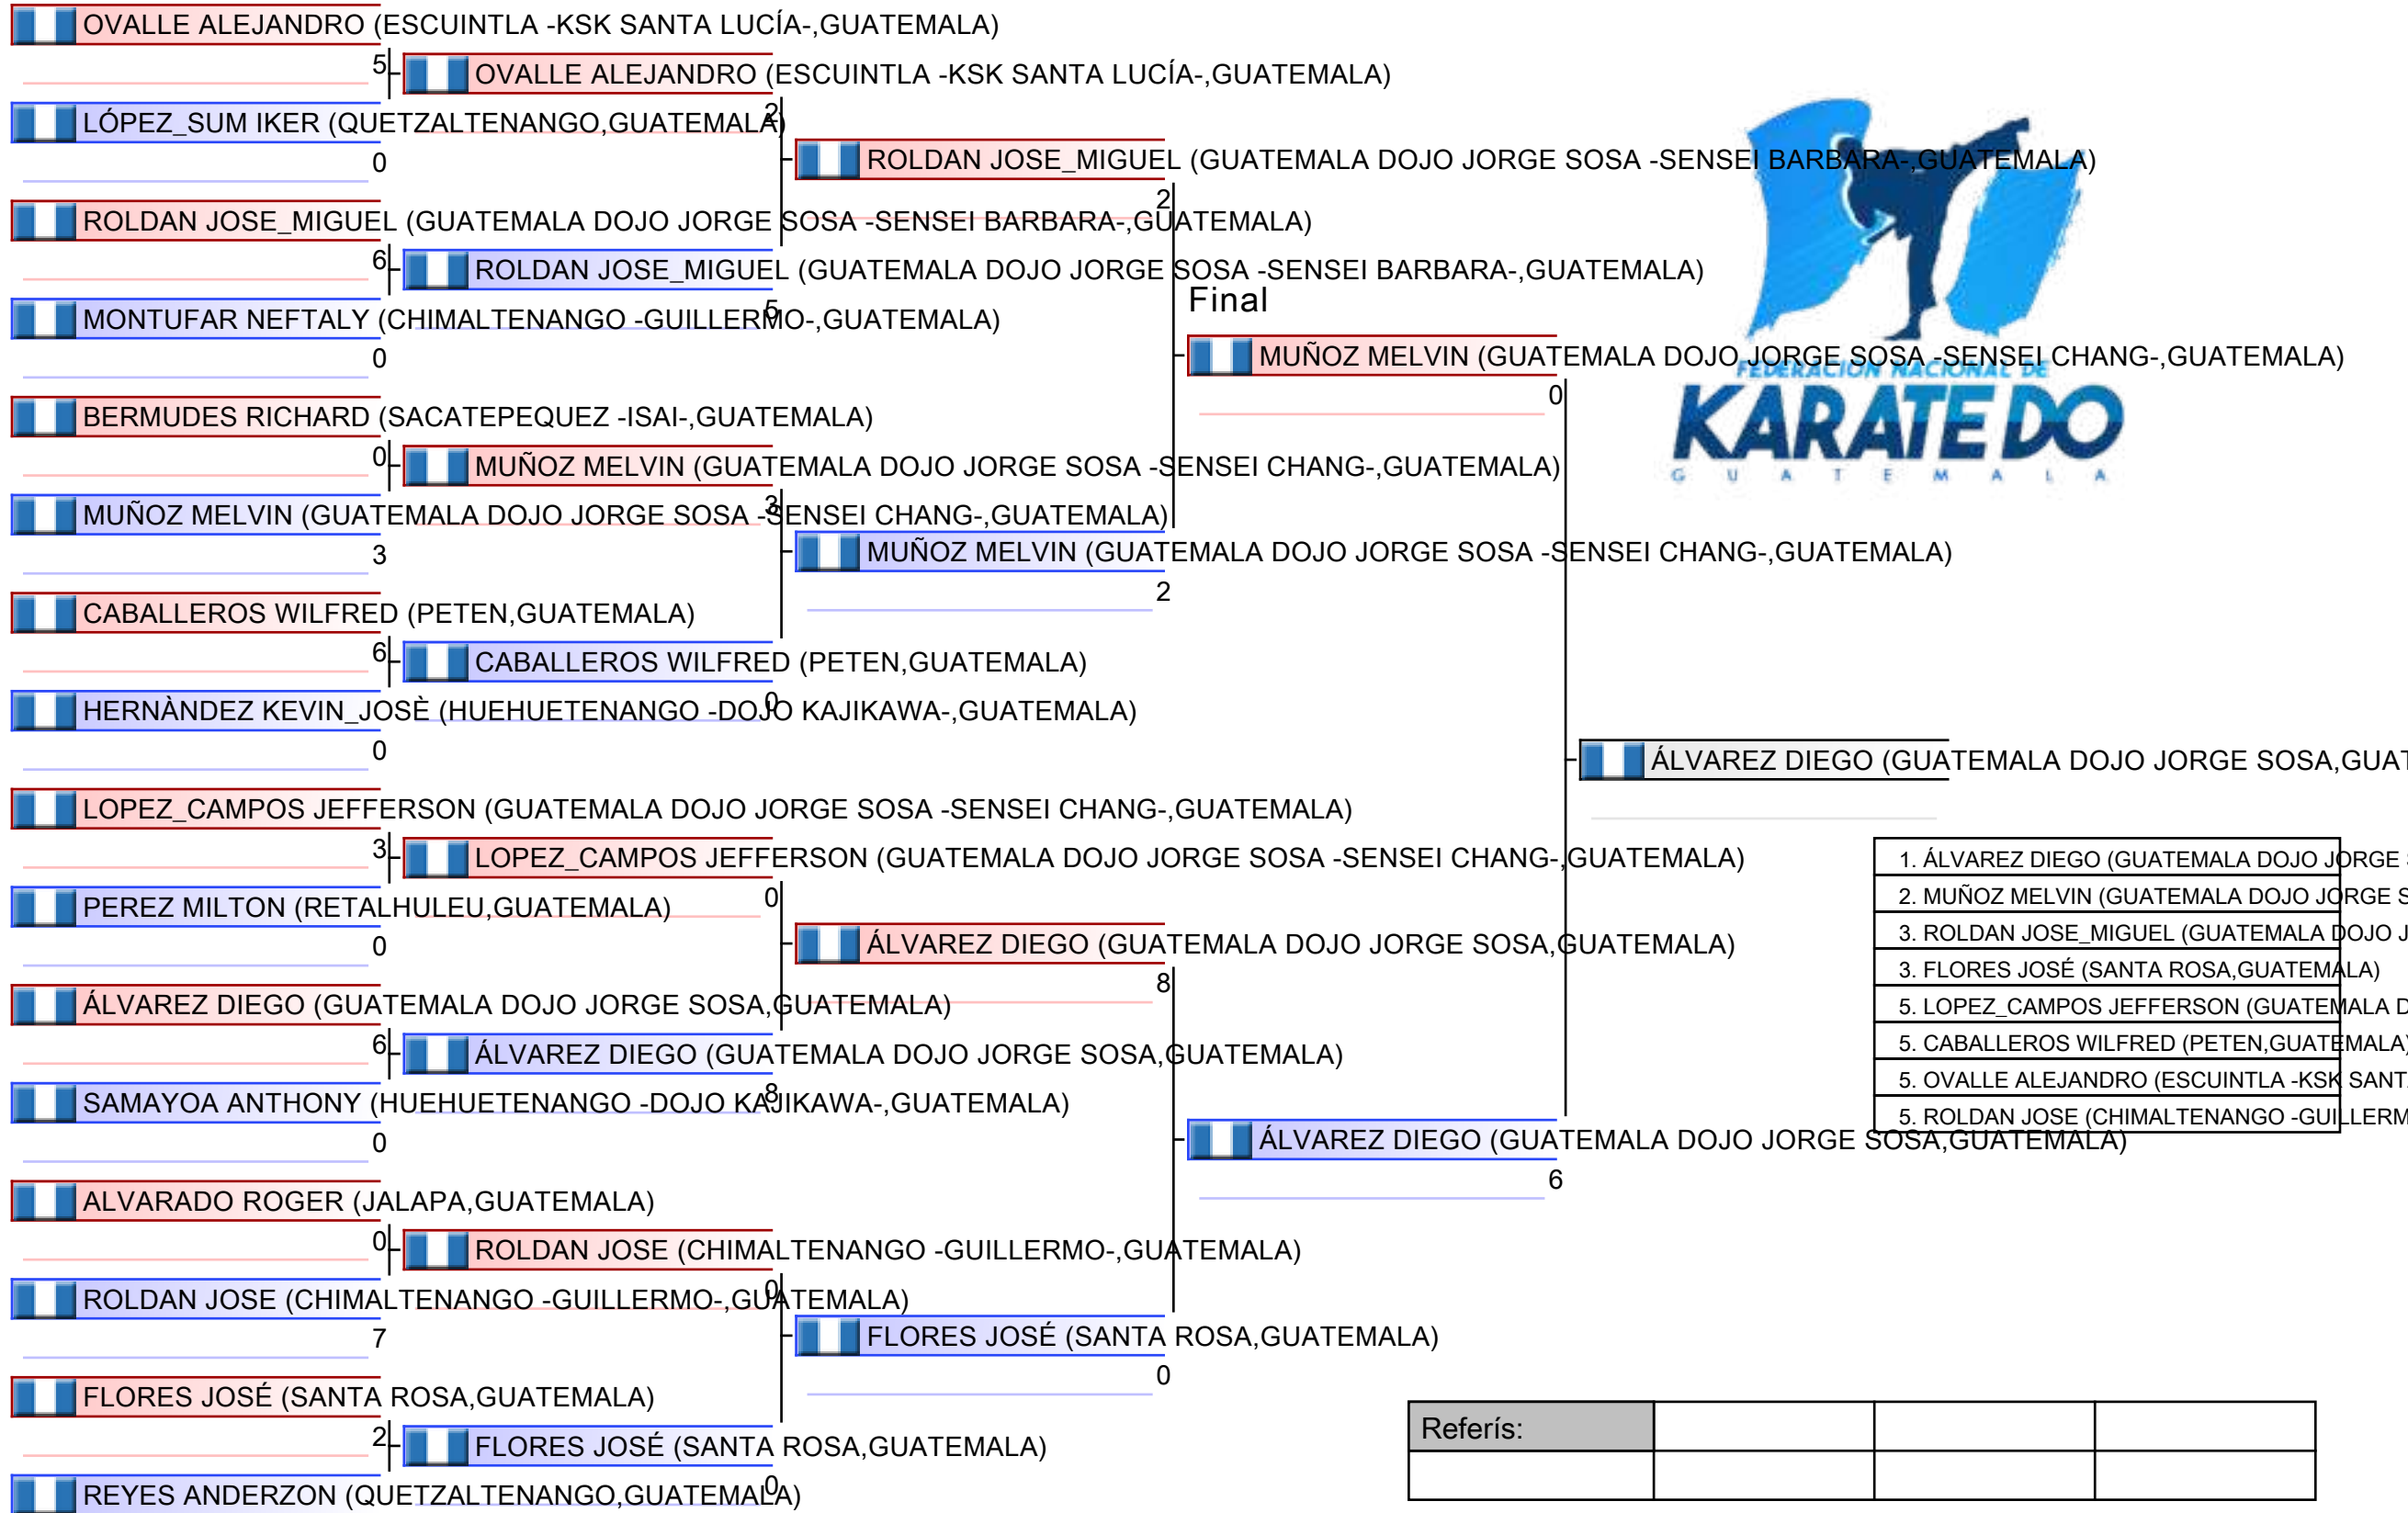 OVALLE ALEJANDRO (ESCUINTLA -KSK SANTA LUCÍA-,GUATEMALA)
5
LÓPEZ_SUM IKER (QUETZALTENANGO,GUATEMALA)
0
ROLDAN JOSE_MIGUEL (GUATEMALA DOJO JORGE SOSA -SENSEI BARBARA-,GUATEMALA)
6
MONTUFAR NEFTALY (CHIMALTENANGO -GUILLERMO-,GUATEMALA)
0
BERMUDES RICHARD (SACATEPEQUEZ -ISAI-,GUATEMALA)
0
MUÑOZ MELVIN (GUATEMALA DOJO JORGE SOSA -SENSEI CHANG-,GUATEMALA)
3
CABALLEROS WILFRED (PETEN,GUATEMALA)
6
HERNÀNDEZ KEVIN_JOSÈ (HUEHUETENANGO -DOJO KAJIKAWA-,GUATEMALA)
0
LOPEZ_CAMPOS JEFFERSON (GUATEMALA DOJO JORGE SOSA -SENSEI CHANG-,GUATEMALA)
3
PEREZ MILTON (RETALHULEU,GUATEMALA)
0
ÁLVAREZ DIEGO (GUATEMALA DOJO JORGE SOSA,GUATEMALA)
6
SAMAYOA ANTHONY (HUEHUETENANGO -DOJO KAJIKAWA-,GUATEMALA)
0
ALVARADO ROGER (JALAPA,GUATEMALA)
0
ROLDAN JOSE (CHIMALTENANGO -GUILLERMO-,GUATEMALA)
7
FLORES JOSÉ (SANTA ROSA,GUATEMALA)
2
REYES ANDERZON (QUETZALTENANGO,GUATEMALA)
OVALLE ALEJANDRO (ESCUINTLA -KSK SANTA LUCÍA-,GUATEMALA)
2
ROLDAN JOSE_MIGUEL (GUATEMALA DOJO JORGE SOSA -SENSEI BARBARA-,GUATEMALA)
5
MUÑOZ MELVIN (GUATEMALA DOJO JORGE SOSA -SENSEI CHANG-,GUATEMALA)
3
CABALLEROS WILFRED (PETEN,GUATEMALA)
0
LOPEZ_CAMPOS JEFFERSON (GUATEMALA DOJO JORGE SOSA -SENSEI CHANG-,GUATEMALA)
0
ÁLVAREZ DIEGO (GUATEMALA DOJO JORGE SOSA,GUATEMALA)
8
ROLDAN JOSE (CHIMALTENANGO -GUILLERMO-,GUATEMALA)
0
FLORES JOSÉ (SANTA ROSA,GUATEMALA)
0
ROLDAN JOSE_MIGUEL (GUATEMALA DOJO JORGE SOSA -SENSEI BARBARA-,GUATEMALA)
2
MUÑOZ MELVIN (GUATEMALA DOJO JORGE SOSA -SENSEI CHANG-,GUATEMALA)
2
ÁLVAREZ DIEGO (GUATEMALA DOJO JORGE SOSA,GUATEMALA)
8
FLORES JOSÉ (SANTA ROSA,GUATEMALA)
0
Final
MUÑOZ MELVIN (GUATEMALA DOJO JORGE SOSA -SENSEI CHANG-,GUATEMALA)
0
ÁLVAREZ DIEGO (GUATEMALA DOJO JORGE SOSA,GUATEMALA)
6
FEDERACIÓN NACIONAL DE
KARATE DO
GUATEMALA
ÁLVAREZ DIEGO (GUATEMALA DOJO JORGE SOSA,
1. ÁLVAREZ DIEGO (GUATEMALA DOJO JORGE
2. MUÑOZ MELVIN (GUATEMALA DOJO JORGE
3. ROLDAN JOSE_MIGUEL (GUATEMALA DOJO
3. FLORES JOSÉ (SANTA ROSA,GUATEMALA)
5. LOPEZ_CAMPOS JEFFERSON (GUATEMALA
5. CABALLEROS WILFRED (PETEN,GUATEMALA)
5. OVALLE ALEJANDRO (ESCUINTLA -KSK
5. ROLDAN JOSE (CHIMALTENANGO
Referís: